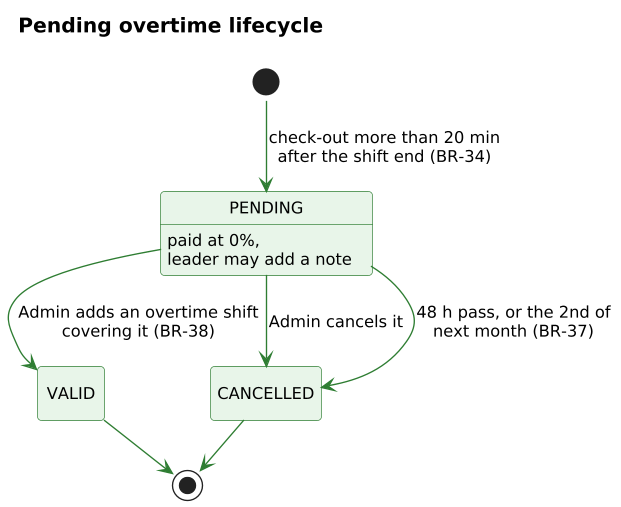 Pending overtime lifecycle
check-out more than 20 min
after the shift end (BR-34)
PENDING
paid at 0%,
leader may add a note
Admin adds an overtime shift
covering it (BR-38)
Admin cancels it
48 h pass, or the 2nd of
next month (BR-37)
VALID
CANCELLED